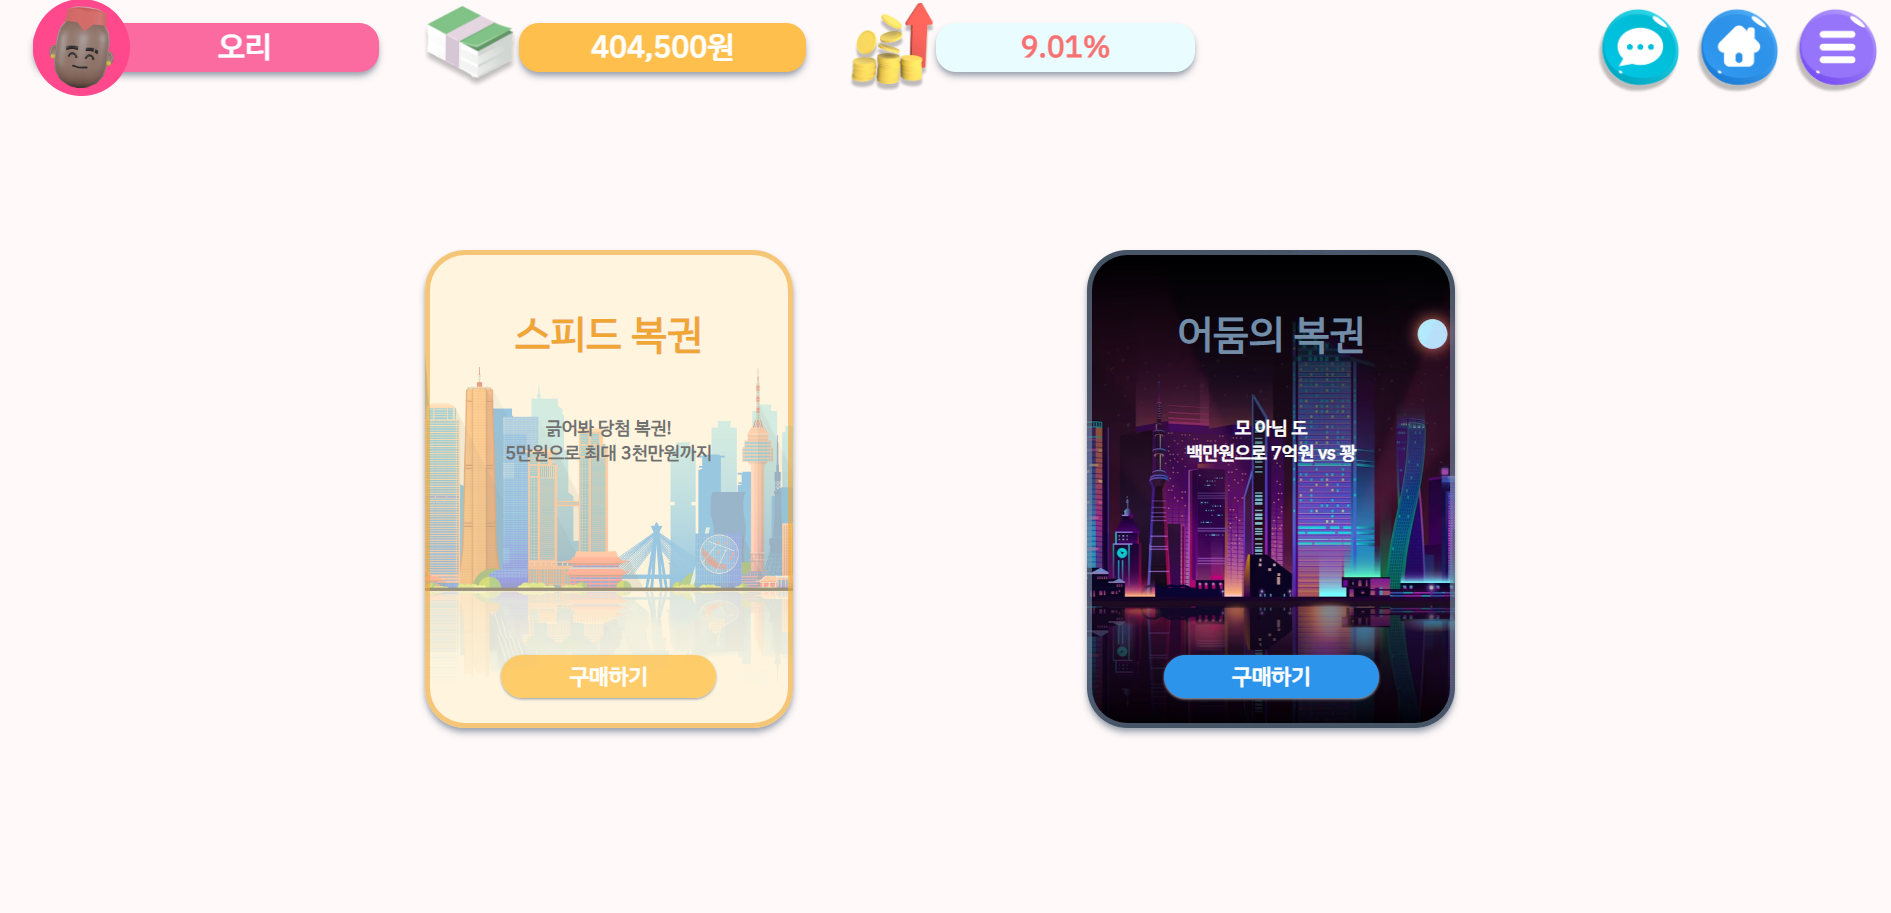 오리
404,500원
9.01%
스피드 복권
긁어봐 당첨 복권!
5만원으로 최대 3천만원까지
구매하기
어둠의 복권
모 아님 도
백만원으로 7억원 vs 꽝
구매하기